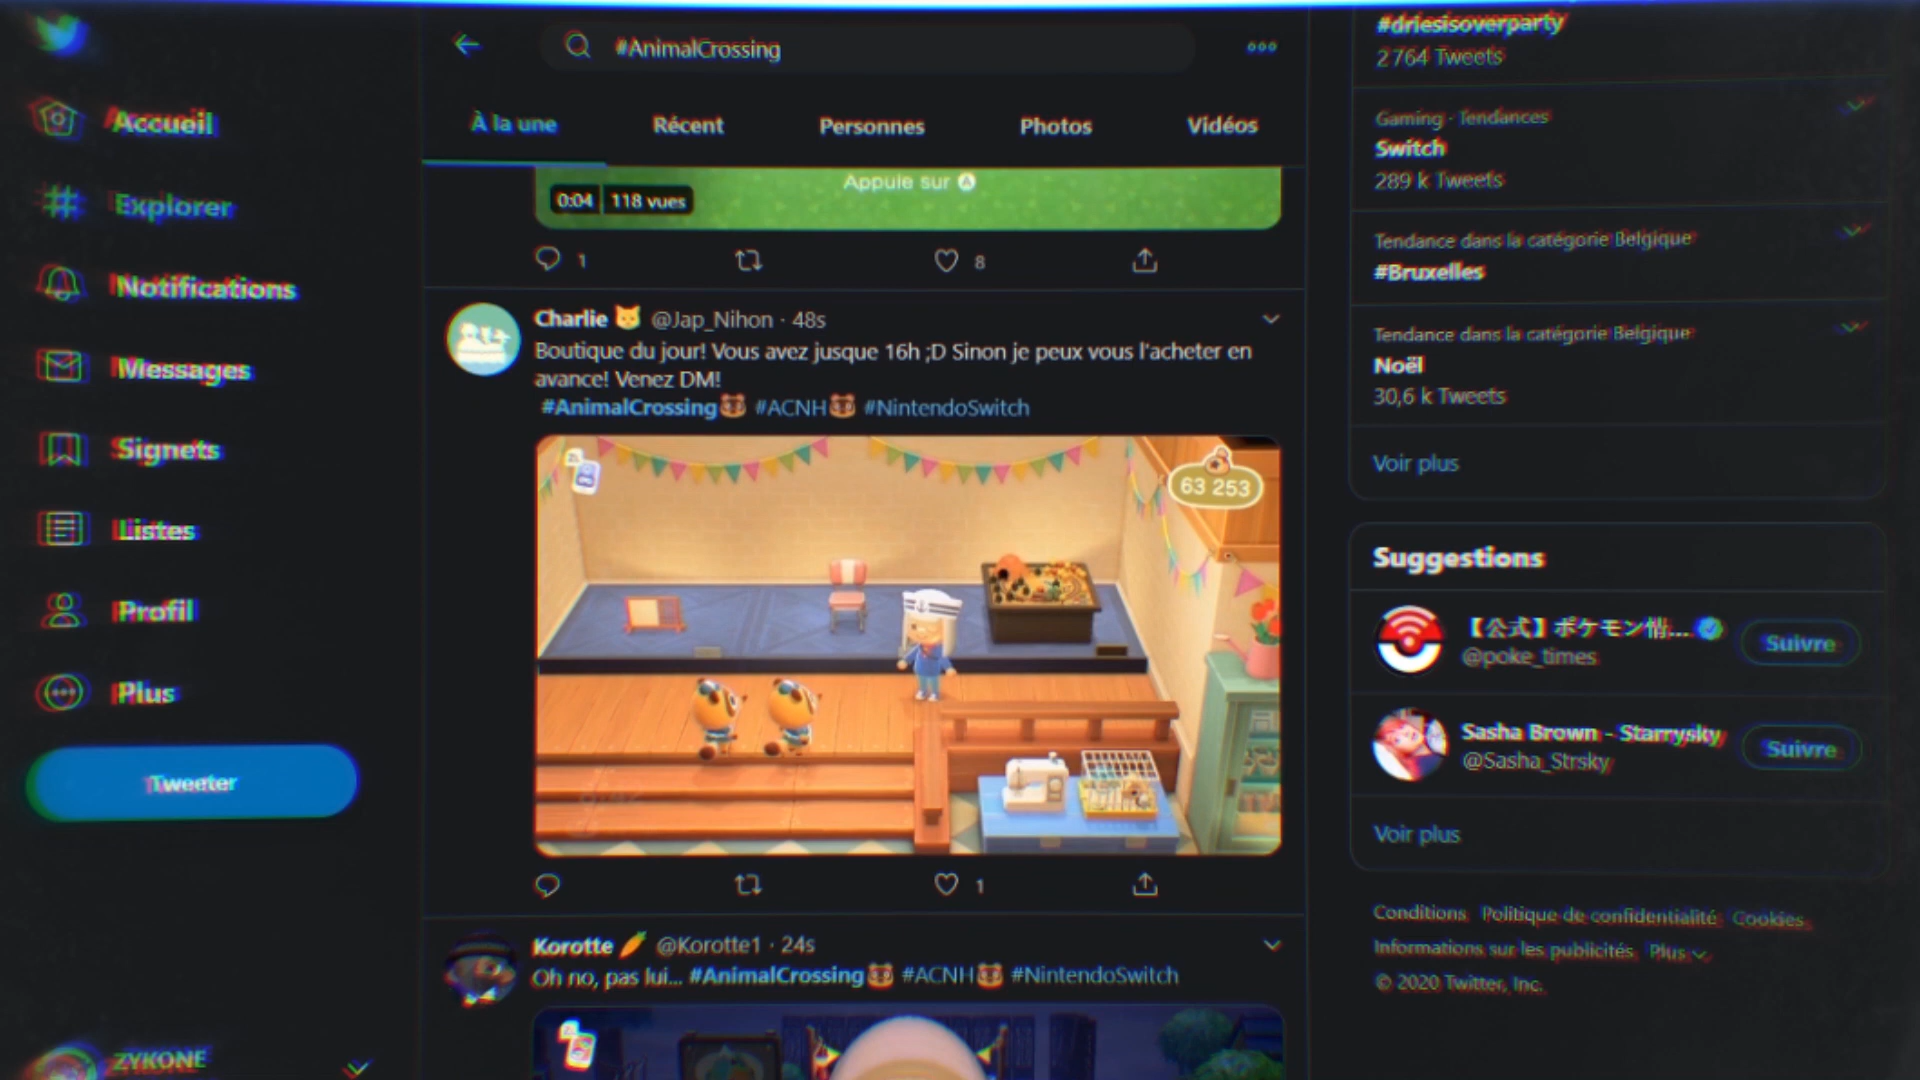 Accueil
Explorer
Notifications
Messages
Signets
Listes
Profil
Plus
Tweeter
ZYKONE
#AnimalCrossing
À la une
Récent
Personnes
Photos
Vidéos
Appuie sur A
0:04
118 vues
1
8
Charlie 🐱 @Jap_Nihon · 48s
Boutique du jour! Vous avez jusque 16h ;D Sinon je peux vous l'acheter en
avance! Venez DM!
#AnimalCrossing #ACNH #NintendoSwitch
63 253
1
Korotte 🥕 @Korotte1 · 24s
Oh no, pas lui... #AnimalCrossing #ACNH #NintendoSwitch
#driesisoverparty
2 764 Tweets
Gaming · Tendances
Switch
289 k Tweets
Tendance dans la catégorie Belgique
#Bruxelles
Tendance dans la catégorie Belgique
Noël
30,6 k Tweets
Voir plus
Suggestions
【公式】ポケモン情...
@poke_times
Suivre
Sasha Brown - Starrysky
@Sasha_Strsky
Suivre
Voir plus
Conditions Politique de confidentialité Cookies
Informations sur les publicités Plus
© 2020 Twitter, Inc.